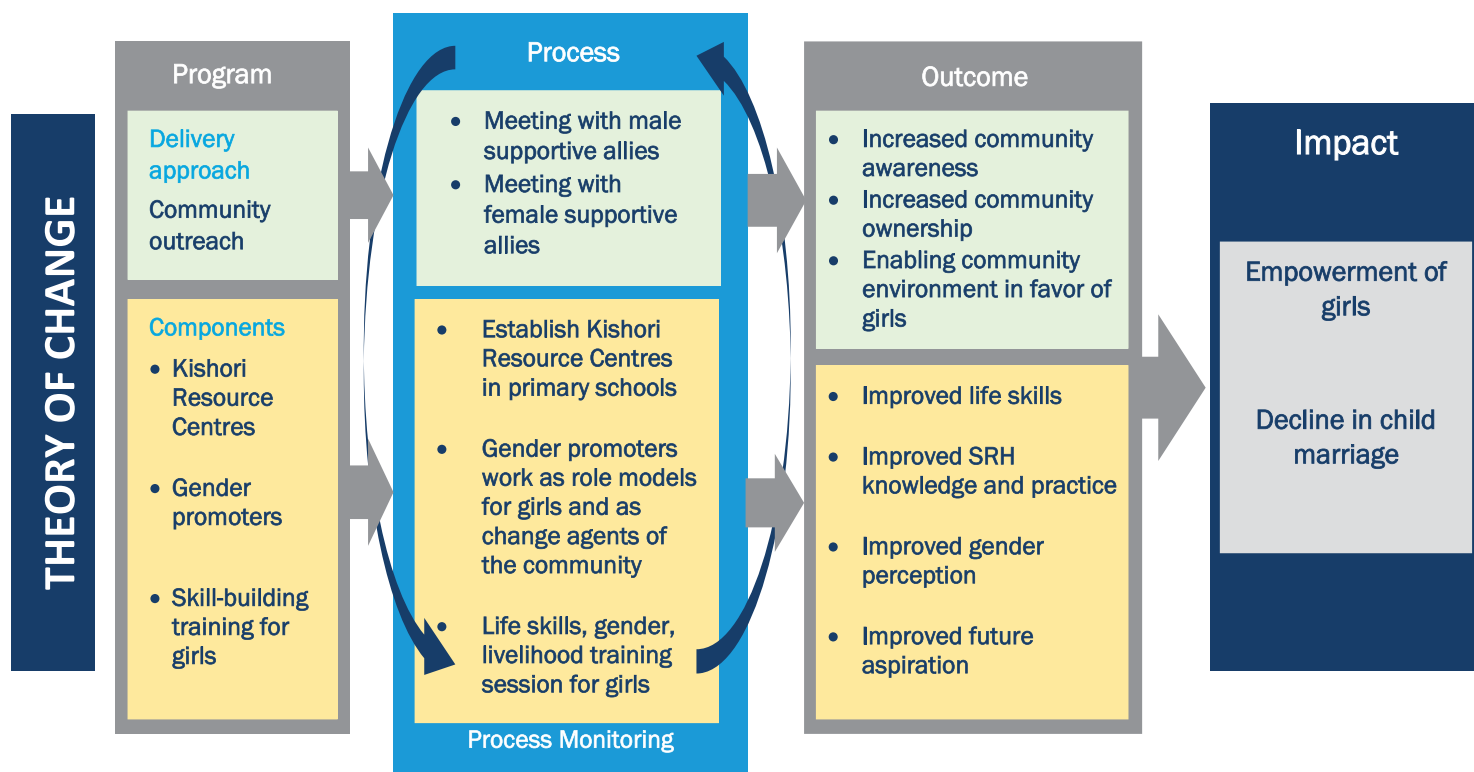 THEORY OF CHANGE
Program
Delivery
approach
Community
outreach
Components
• Kishori
Resource
Centres
• Gender
promoters
• Skill-building
training for
girls
Process
• Meeting with male
supportive allies
• Meeting with
female supportive
allies
• Establish Kishori
Resource Centres
in primary schools
• Gender promoters
work as role models
for girls and as
change agents of
the community
• Life skills, gender,
livelihood training
session for girls
Process Monitoring
Outcome
• Increased community
awareness
• Increased community
ownership
• Enabling community
environment in favor of
girls
• Improved life skills
• Improved SRH
knowledge and practice
• Improved gender
perception
• Improved future
aspiration
Impact
Empowerment of
girls
Decline in child
marriage